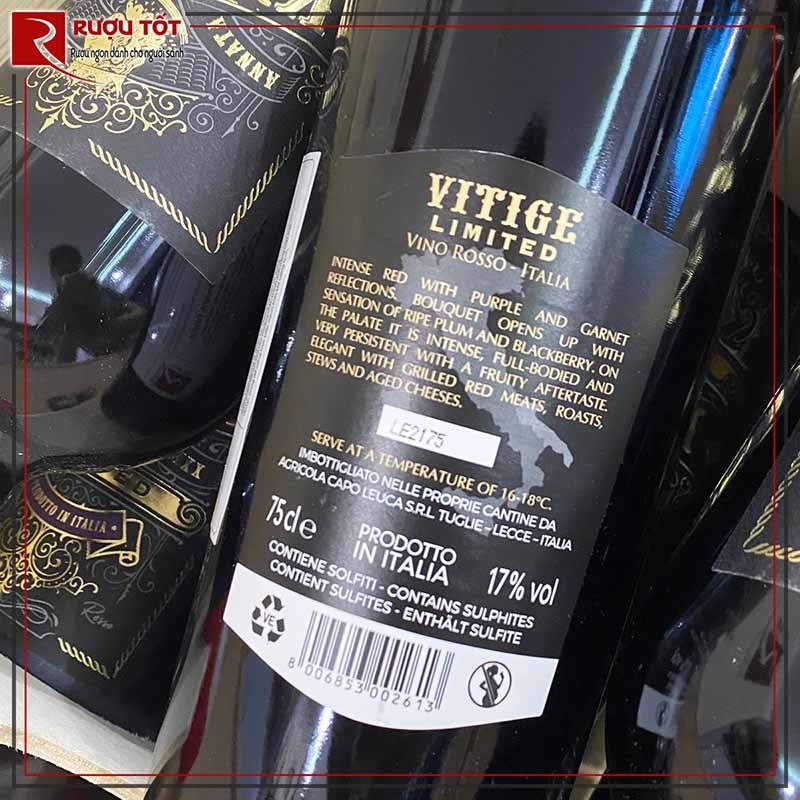 RƯỢU TỐT
Rượu ngon dành cho người sành
ANNATA
VITIGE
LIMITED
VINO ROSSO - ITALIA
INTENSE RED WITH PURPLE AND GARNET
REFLECTIONS. BOUQUET OPENS UP WITH
SENSATION OF RIPE PLUM AND BLACKBERRY. ON
THE PALATE IT IS INTENSE, FULL-BODIED AND
VERY PERSISTENT WITH A FRUITY AFTERTASTE.
ELEGANT WITH GRILLED RED MEATS, ROASTS,
STEWS AND AGED CHEESES.
LE2175
SERVE AT A TEMPERATURE OF 16-18°C.
IMBOTTIGLIATO NELLE PROPRIE CANTINE DA
AGRICOLA CAPO LEUCA S.R.L. TUGLIE - LECCE - ITALIA
75cl e
PRODOTTO
IN ITALIA
17% vol
CONTIENE SOLFITI - CONTAINS SULPHITES
CONTIENT SULFITES - ENTHÄLT SULFITE
VE
8 006853 002613
PRODOTTO IN ITALIA
Rosso